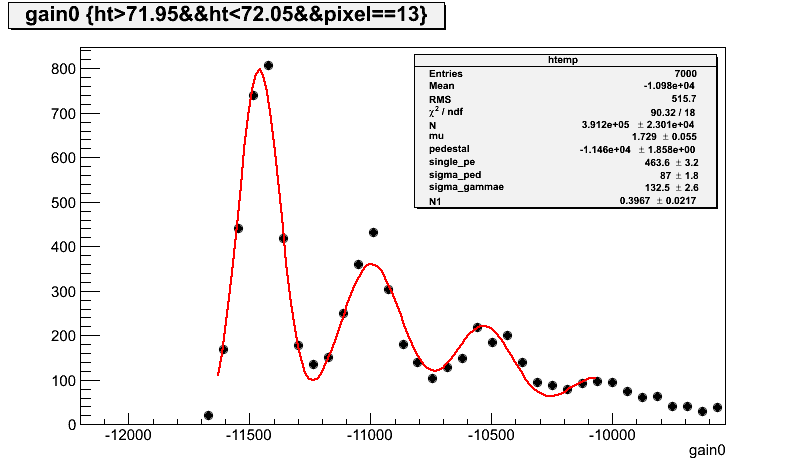 gain0 {ht>71.95&&ht<72.05&&pixel==13}
htemp
Entries 7000
Mean -1.098e+04
RMS 515.7
χ² / ndf 90.32 / 18
N 3.912e+05 ± 2.301e+04
mu 1.729 ± 0.055
pedestal -1.146e+04 ± 1.858e+00
single_pe 463.6 ± 3.2
sigma_ped 87 ± 1.8
sigma_gammae 132.5 ± 2.6
N1 0.3967 ± 0.0217
800
700
600
500
400
300
200
100
0
-12000 -11500 -11000 -10500 -10000
gain0